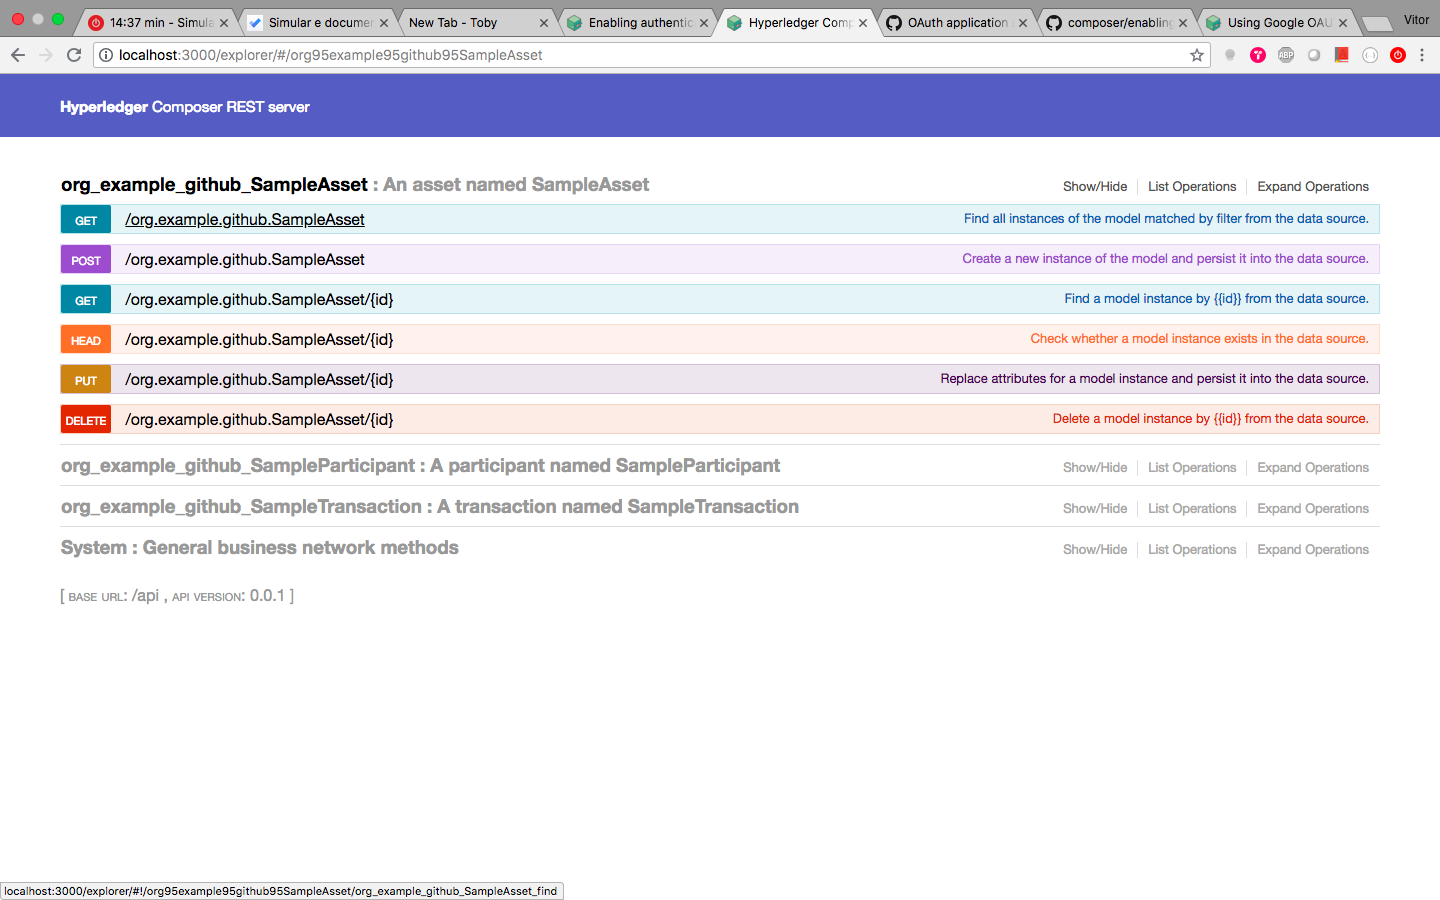 14:37 min - Simula
Simular e documen
New Tab - Toby
Enabling authentic
Hyperledger Comp
OAuth application
composer/enabling
Using Google OAU
Vitor
localhost:3000/explorer/#/org95example95github95SampleAsset
ABP
Hyperledger Composer REST server
org_example_github_SampleAsset : An asset named SampleAsset
Show/Hide List Operations Expand Operations
GET /org.example.github.SampleAsset Find all instances of the model matched by filter from the data source.
POST /org.example.github.SampleAsset Create a new instance of the model and persist it into the data source.
GET /org.example.github.SampleAsset/{id} Find a model instance by {{id}} from the data source.
HEAD /org.example.github.SampleAsset/{id} Check whether a model instance exists in the data source.
PUT /org.example.github.SampleAsset/{id} Replace attributes for a model instance and persist it into the data source.
DELETE /org.example.github.SampleAsset/{id} Delete a model instance by {{id}} from the data source.
org_example_github_SampleParticipant : A participant named SampleParticipant
Show/Hide List Operations Expand Operations
org_example_github_SampleTransaction : A transaction named SampleTransaction
Show/Hide List Operations Expand Operations
System : General business network methods
Show/Hide List Operations Expand Operations
[ BASE URL: /api , API VERSION: 0.0.1 ]
localhost:3000/explorer/#!/org95example95github95SampleAsset/org_example_github_SampleAsset_find